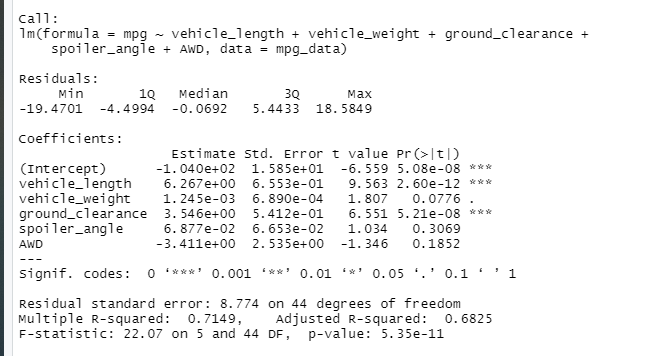 Call:
lm(formula = mpg ~ vehicle_length + vehicle_weight + ground_clearance +
    spoiler_angle + AWD, data = mpg_data)

Residuals:
     Min       1Q   Median       3Q      Max
-19.4701  -4.4994  -0.0692   5.4433  18.5849

Coefficients:
                   Estimate Std. Error t value Pr(>|t|)
(Intercept)      -1.040e+02  1.585e+01  -6.559 5.08e-08 ***
vehicle_length    6.267e+00  6.553e-01   9.563 2.60e-12 ***
vehicle_weight    1.245e-03  6.890e-04   1.807   0.0776 .
ground_clearance  3.546e+00  5.412e-01   6.551 5.21e-08 ***
spoiler_angle     6.877e-02  6.653e-02   1.034   0.3069
AWD              -3.411e+00  2.535e+00  -1.346   0.1852
---
Signif. codes:  0 ‘***’ 0.001 ‘**’ 0.01 ‘*’ 0.05 ‘.’ 0.1 ‘ ’ 1

Residual standard error: 8.774 on 44 degrees of freedom
Multiple R-squared:  0.7149,    Adjusted R-squared:  0.6825
F-statistic: 22.07 on 5 and 44 DF,  p-value: 5.35e-11